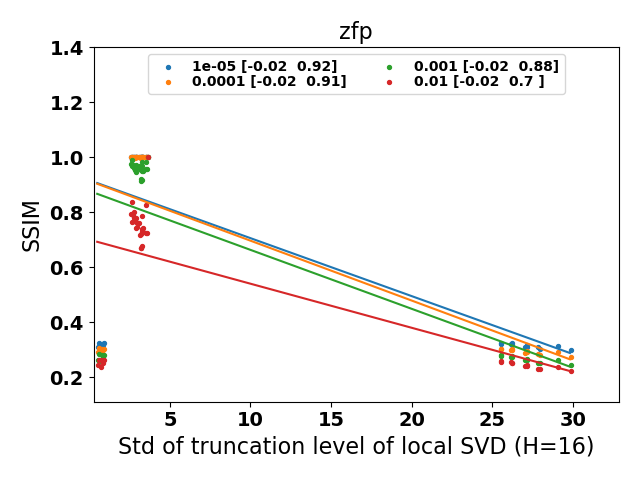 zfp
1e-05 [-0.02  0.92]
0.0001 [-0.02  0.91]
0.001 [-0.02  0.88]
0.01 [-0.02  0.7 ]
SSIM
1.4
1.2
1.0
0.8
0.6
0.4
0.2
5 10 15 20 25 30
Std of truncation level of local SVD (H=16)